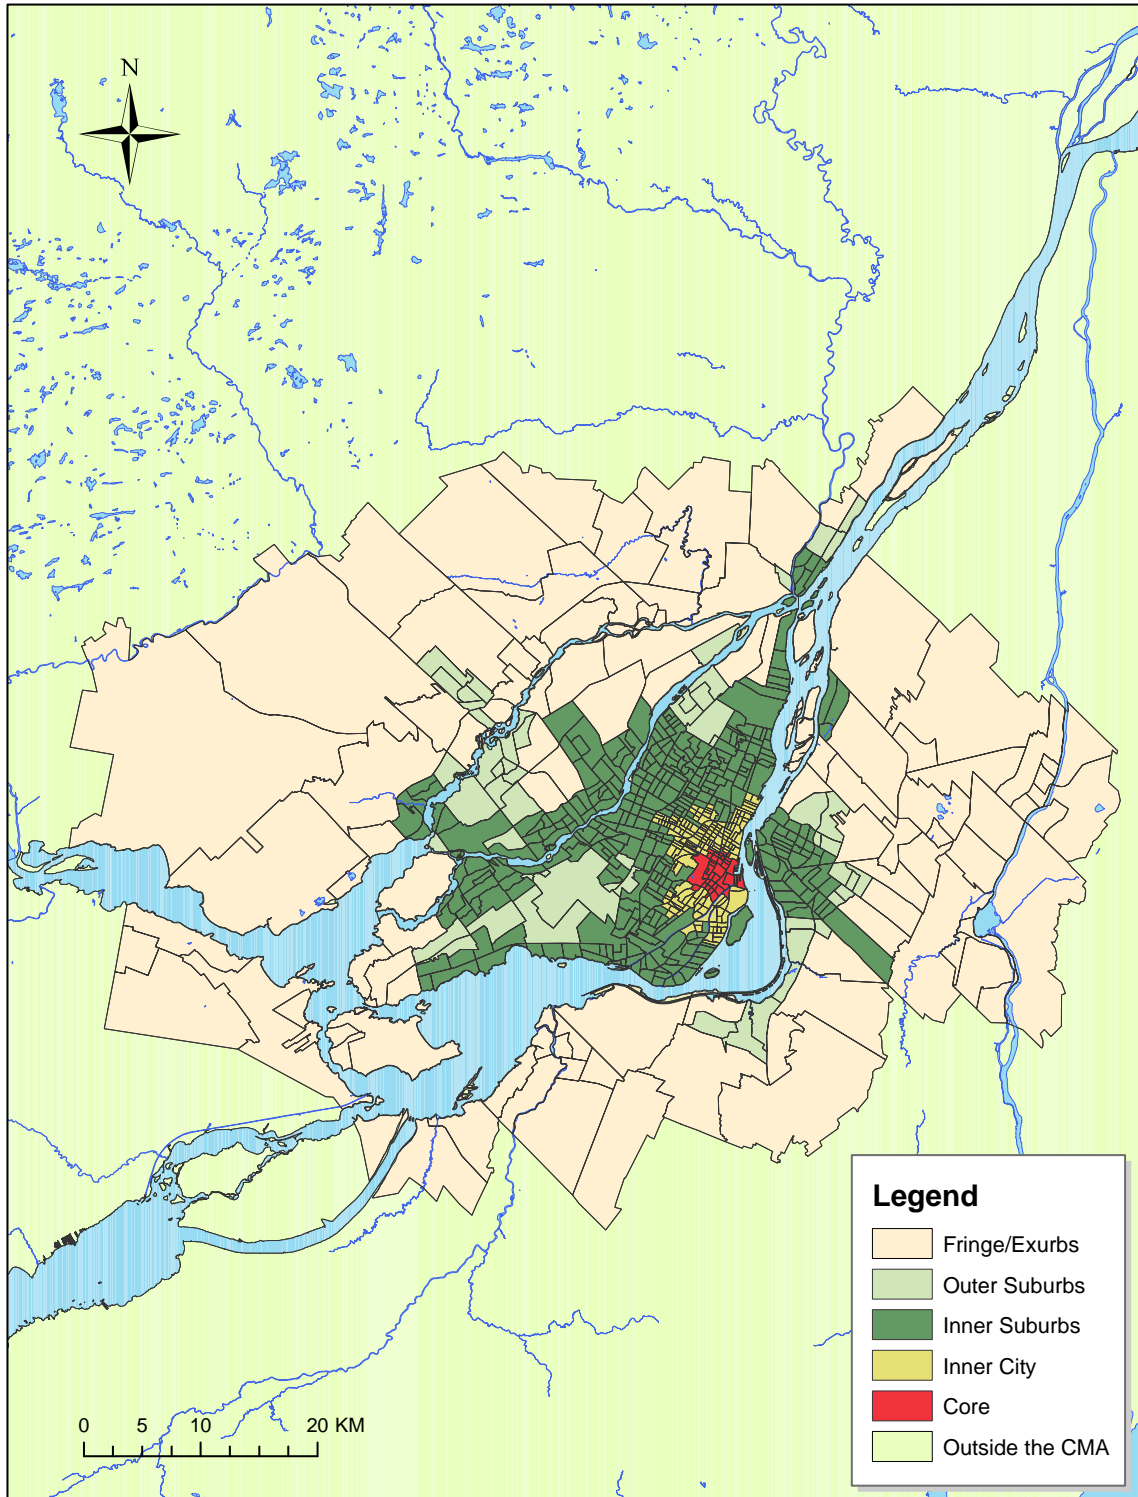 N
Legend
Fringe/Exurbs
Outer Suburbs
Inner Suburbs
Inner City
Core
Outside the CMA
0 5 10 20 KM